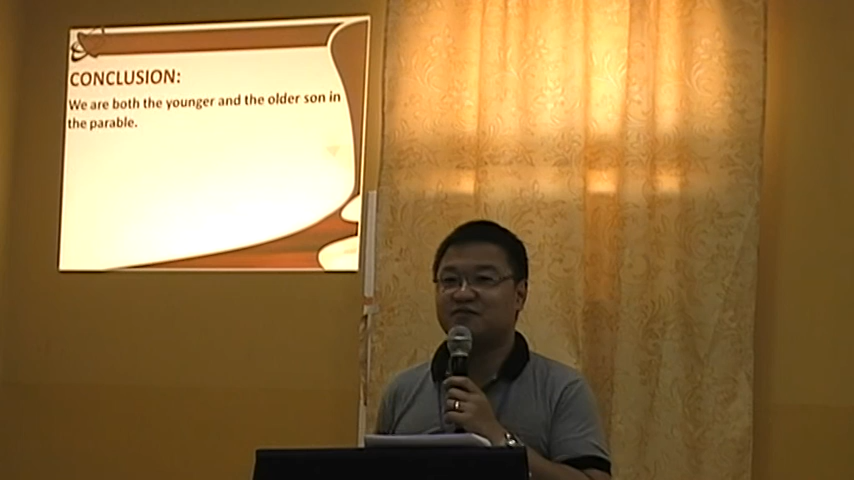 CONCLUSION:
We are both the younger and the older son in
the parable.